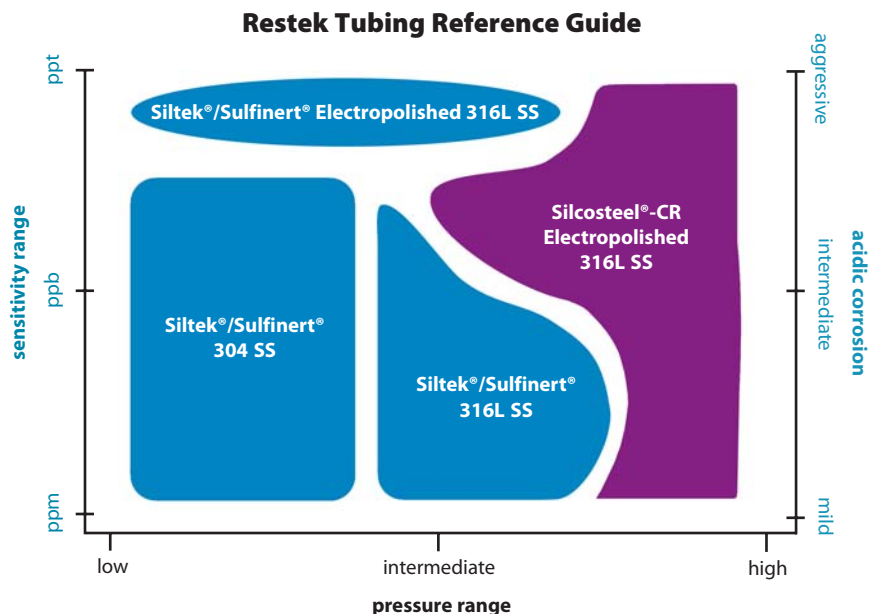 Restek Tubing Reference Guide
ppt
aggressive
Siltek®/Sulfinert® Electropolished 316L SS
Silcosteel®-CR
Electropolished
316L SS
sensitivity range
ppb
intermediate
acidic corrosion
Siltek®/Sulfinert®
304 SS
Siltek®/Sulfinert®
316L SS
ppm
mild
low
intermediate
high
pressure range